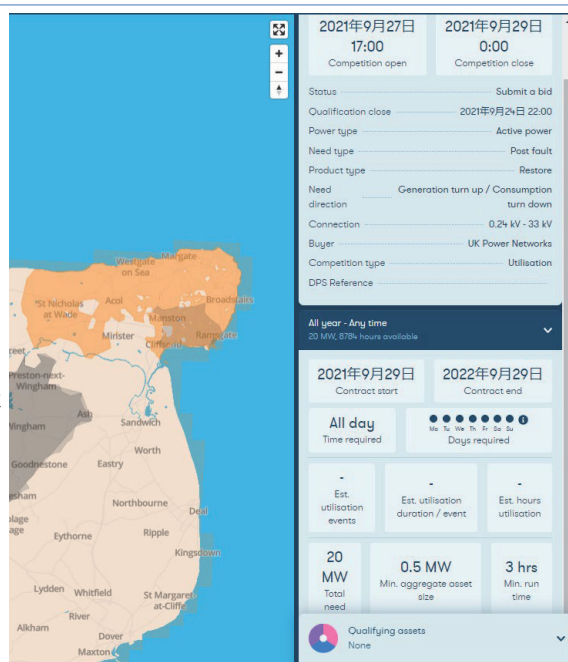 2021年9月27日
17:00
Competition open
2021年9月29日
0:00
Competition close
Status
Submit a bid
Qualification close
2021年9月24日 22:00
Power type
Active power
Need type
Post fault
Product type
Restore
Need direction
Generation turn up / Consumption
turn down
Connection
0.24 kV - 33 kV
Buyer
UK Power Networks
Competition type
Utilisation
DPS Reference
All year - Any time
20 MW, 8784 hours available
2021年9月29日
Contract start
2022年9月29日
Contract end
All day
Time required
Mo Tu We Th Fr Sa Su
Days required
-
Est.
utilisation
events
-
Est. utilisation
duration / event
-
Est. hours
utilisation
20
MW
Total
need
0.5 MW
Min. aggregate asset
size
3 hrs
Min. run
time
Qualifying assets
None
Westgate
on Sea
Margate
St Nicholas
at Wade
Acol
Broadstairs
Manston
Minister
Cliffsend
Ramsgate
Preston-next-
Wingham
Ash
Sandwich
Wingham
Worth
Goodnestone
Eastry
Northbourne
Deal
Eythorne
Ripple
Kingsdown
Lydden
Whitfield
St Margaret
at-Cliffe
River
Alkham
Dover
Maxton